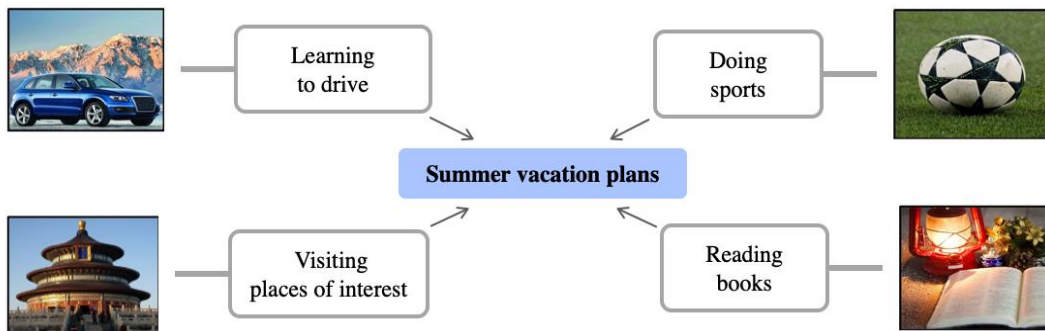 Learning
to drive
Doing
sports
Summer vacation plans
Visiting
places of interest
Reading
books